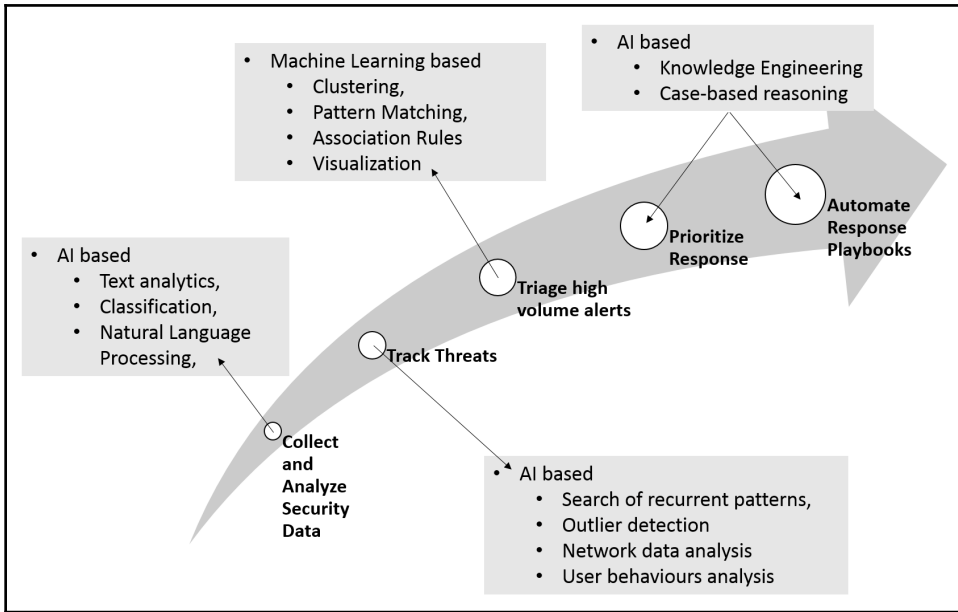 • AI based
• Knowledge Engineering
• Case-based reasoning
• Machine Learning based
• Clustering,
• Pattern Matching,
• Association Rules
• Visualization
• AI based
• Text analytics,
• Classification,
• Natural Language
Processing,
Automate
Response
Playbooks
Prioritize
Response
Triage high
volume alerts
Track Threats
Collect
and
Analyze
Security
Data
• AI based
• Search of recurrent patterns,
• Outlier detection
• Network data analysis
• User behaviours analysis